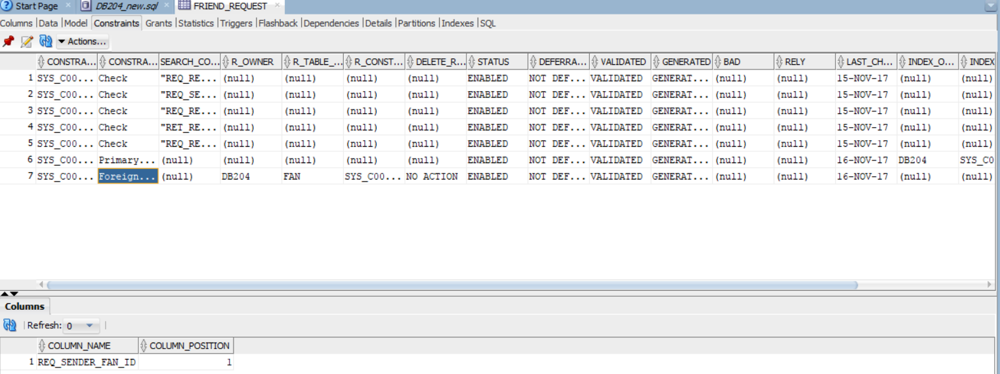 Start Page DB204_new.sql FRIEND_REQUEST
Columns | Data | Model | Constraints | Grants | Statistics | Triggers | Flashback | Dependencies | Details | Partitions | Indexes | SQL
Actions...
CONSTRA... CONSTRA... SEARCH_CO... R_OWNER R_TABLE_... R_CONST... DELETE_R... STATUS DEFERRA... VALIDATED GENERATED BAD RELY LAST_CH... INDEX_O... INDEX
1 SYS_C00... Check "REQ_RE... (null) (null) (null) (null) ENABLED NOT DEF... VALIDATED GENERAT... (null) (null) 15-NOV-17 (null) (null)
2 SYS_C00... Check "REQ_SE... (null) (null) (null) (null) ENABLED NOT DEF... VALIDATED GENERAT... (null) (null) 15-NOV-17 (null) (null)
3 SYS_C00... Check "REQ_RE... (null) (null) (null) (null) ENABLED NOT DEF... VALIDATED GENERAT... (null) (null) 15-NOV-17 (null) (null)
4 SYS_C00... Check "RET_RE... (null) (null) (null) (null) ENABLED NOT DEF... VALIDATED GENERAT... (null) (null) 15-NOV-17 (null) (null)
5 SYS_C00... Check "REQ_RE... (null) (null) (null) (null) ENABLED NOT DEF... VALIDATED GENERAT... (null) (null) 15-NOV-17 (null) (null)
6 SYS_C00... Primary... (null) (null) (null) (null) (null) ENABLED NOT DEF... VALIDATED GENERAT... (null) (null) 16-NOV-17 DB204 SYS_C0
7 SYS_C00... Foreign... (null) DB204 FAN SYS_C00... NO ACTION ENABLED NOT DEF... VALIDATED GENERAT... (null) (null) 16-NOV-17 (null) (null)
Columns
Refresh: 0
COLUMN_NAME COLUMN_POSITION
1 REQ_SENDER_FAN_ID 1